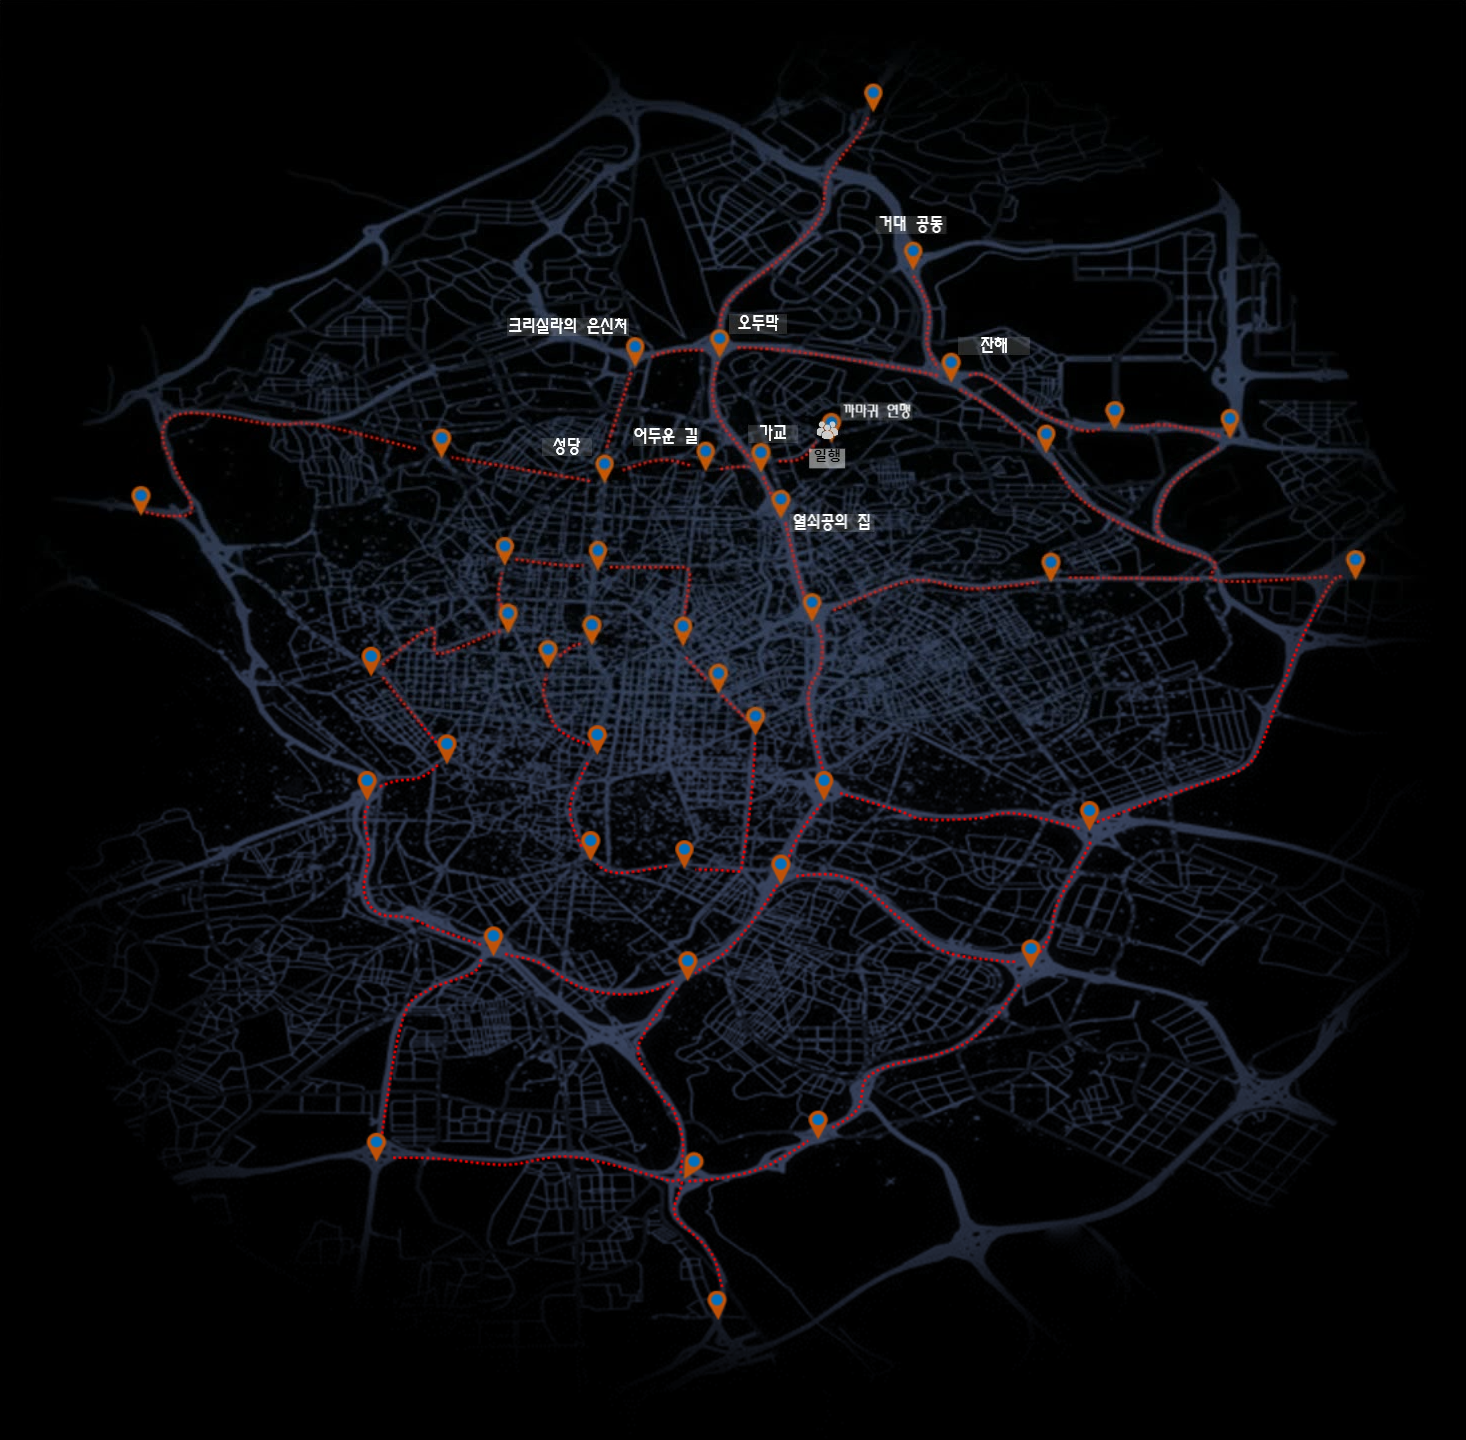 거대 공동
크리실라의 은신처
오두막
잔해
까마귀 연맹
성당
어두운 길
가교
일행
열쇠공의 집